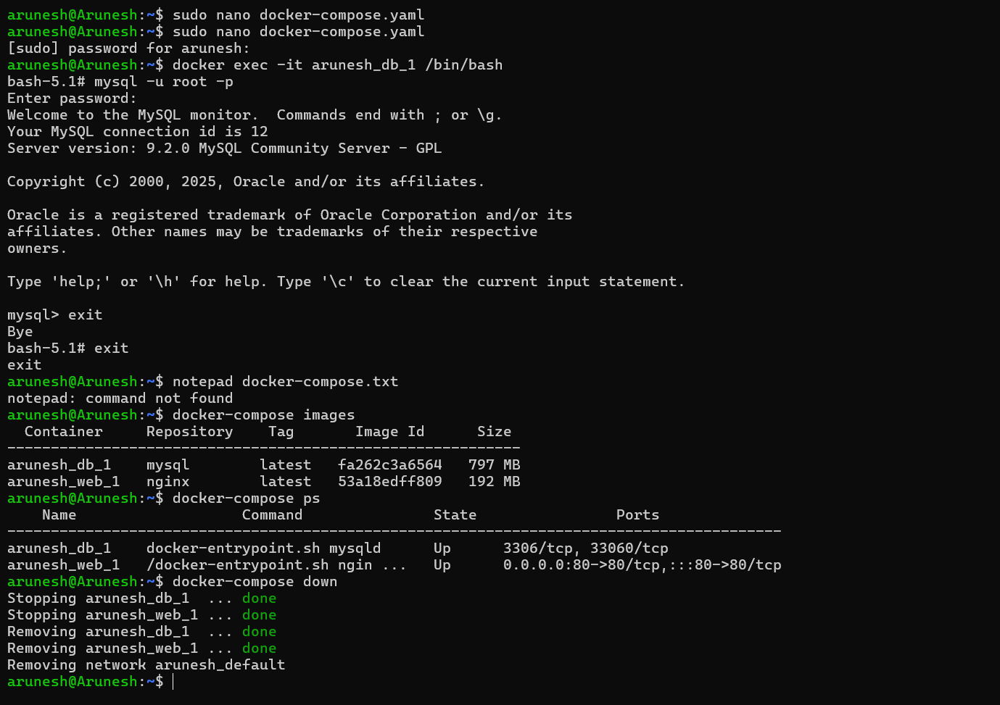 arunesh@Arunesh:~$ sudo nano docker-compose.yaml
arunesh@Arunesh:~$ sudo nano docker-compose.yaml
[sudo] password for arunesh:
arunesh@Arunesh:~$ docker exec -it arunesh_db_1 /bin/bash
bash-5.1# mysql -u root -p
Enter password:
Welcome to the MySQL monitor.  Commands end with ; or \g.
Your MySQL connection id is 12
Server version: 9.2.0 MySQL Community Server - GPL

Copyright (c) 2000, 2025, Oracle and/or its affiliates.

Oracle is a registered trademark of Oracle Corporation and/or its
affiliates. Other names may be trademarks of their respective
owners.

Type 'help;' or '\h' for help. Type '\c' to clear the current input statement.

mysql> exit
Bye
bash-5.1# exit
exit
arunesh@Arunesh:~$ notepad docker-compose.txt
notepad: command not found
arunesh@Arunesh:~$ docker-compose images
  Container     Repository    Tag       Image Id      Size
-----------------------------------------------------------
arunesh_db_1    mysql        latest   fa262c3a6564   797 MB
arunesh_web_1   nginx        latest   53a18edff809   192 MB
arunesh@Arunesh:~$ docker-compose ps
    Name                   Command               State                Ports
-----------------------------------------------------------------------------------------
arunesh_db_1    docker-entrypoint.sh mysqld      Up      3306/tcp, 33060/tcp
arunesh_web_1   /docker-entrypoint.sh ngin ...   Up      0.0.0.0:80->80/tcp,:::80->80/tcp
arunesh@Arunesh:~$ docker-compose down
Stopping arunesh_db_1  ... done
Stopping arunesh_web_1 ... done
Removing arunesh_db_1  ... done
Removing arunesh_web_1 ... done
Removing network arunesh_default
arunesh@Arunesh:~$